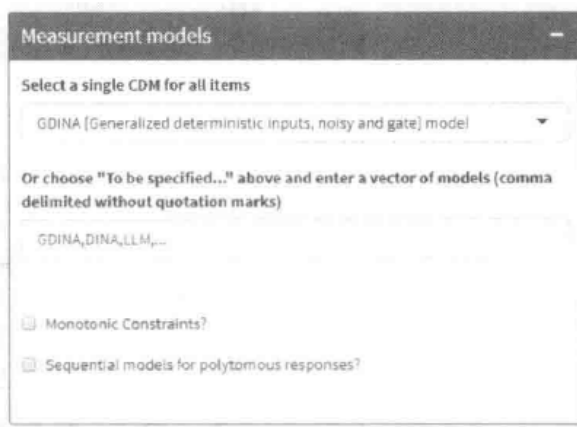 Measurement models
Select a single CDM for all items
GDINA [Generalized deterministic inputs, noisy and gate] model
Or choose "To be specified..." above and enter a vector of models (comma
delimited without quotation marks)
GDINA,DINA,LLM,...
Monotonic Constraints?
Sequential models for polytomous responses?